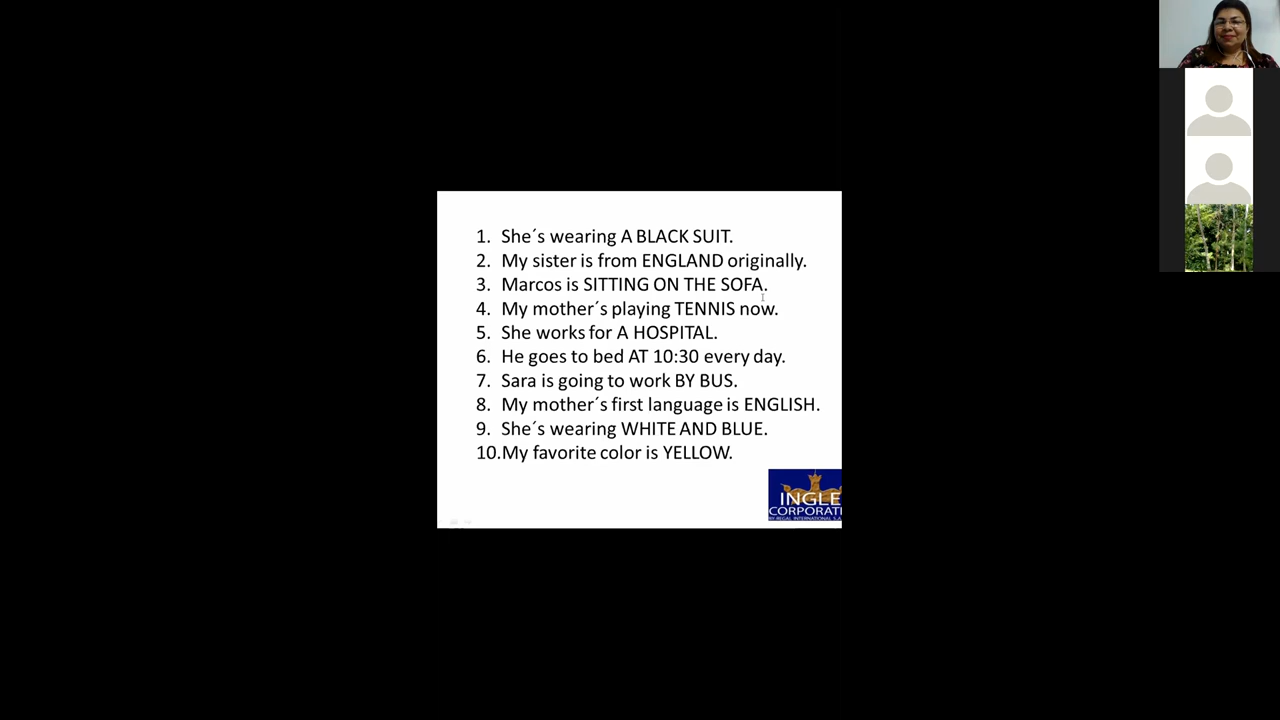 1. She´s wearing A BLACK SUIT.
2. My sister is from ENGLAND originally.
3. Marcos is SITTING ON THE SOFA.
4. My mother´s playing TENNIS now.
5. She works for A HOSPITAL.
6. He goes to bed AT 10:30 every day.
7. Sara is going to work BY BUS.
8. My mother´s first language is ENGLISH.
9. She´s wearing WHITE AND BLUE.
10.My favorite color is YELLOW.
INGLE
CORPORATI
BY REGAL INTERNATIONAL S.A